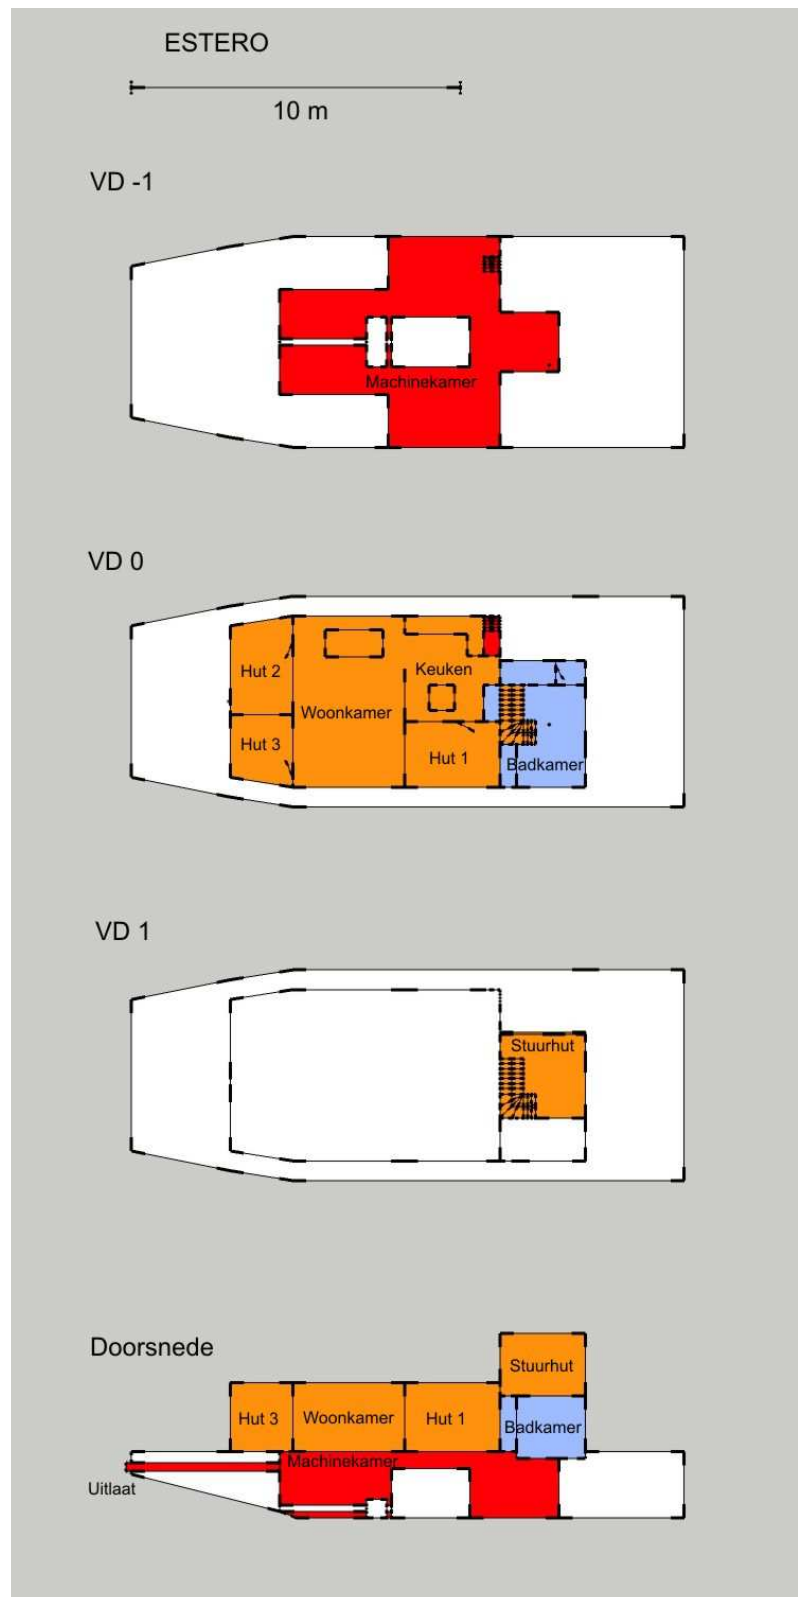 ESTERO
10 m
VD -1
Machinekamer
VD 0
Hut 2
Keuken
Woonkamer
Hut 3
Hut 1
Badkamer
VD 1
Stuurhut
Doorsnede
Stuurhut
Hut 3
Woonkamer
Hut 1
Badkamer
Machinekamer
Uitlaat